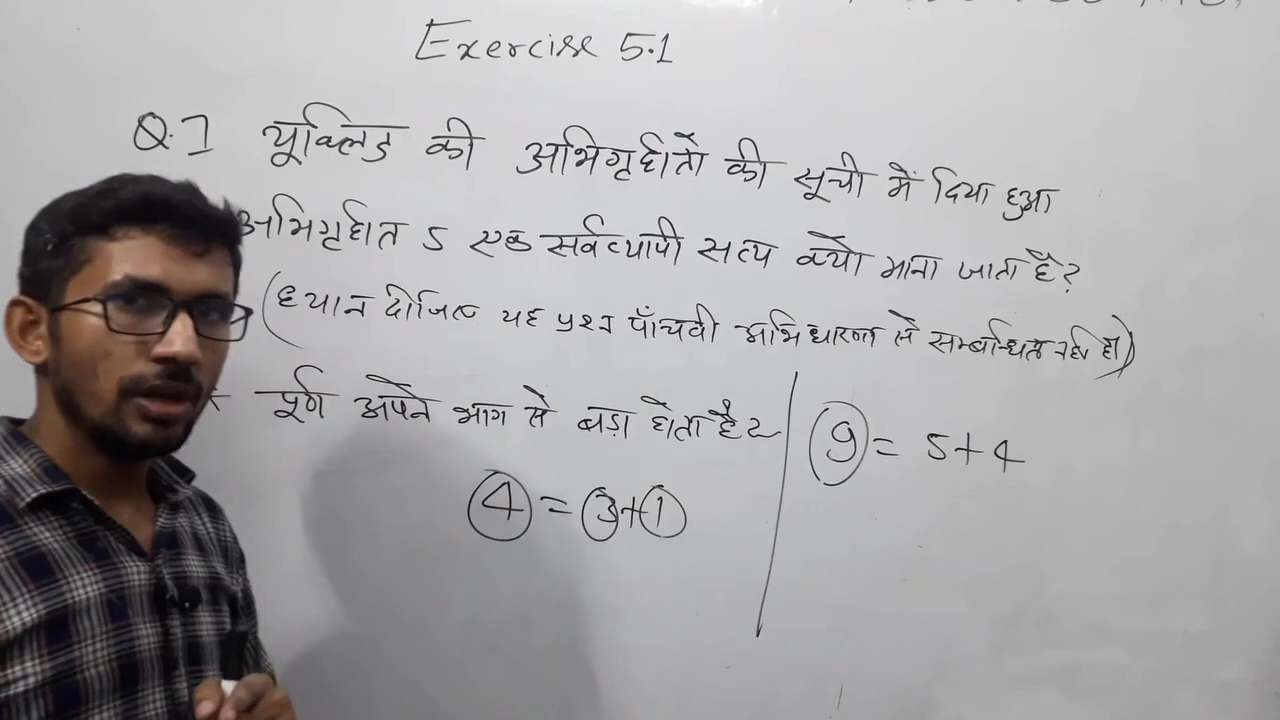 Exercise 5.1
Q.1 यूक्लिड की अभिगृहीतों की सूची में दिया हुआ
अभिगृहीत 5 एक सर्वव्यापी सत्य क्यों माना जाता है?
(ध्यान दीजिए यह प्रश्न पाँचवी अभिधारणा से सम्बन्धित नहीं है)
पूर्ण अपने भाग से बड़ा होता है
4 = 3+1
9 = 5+4